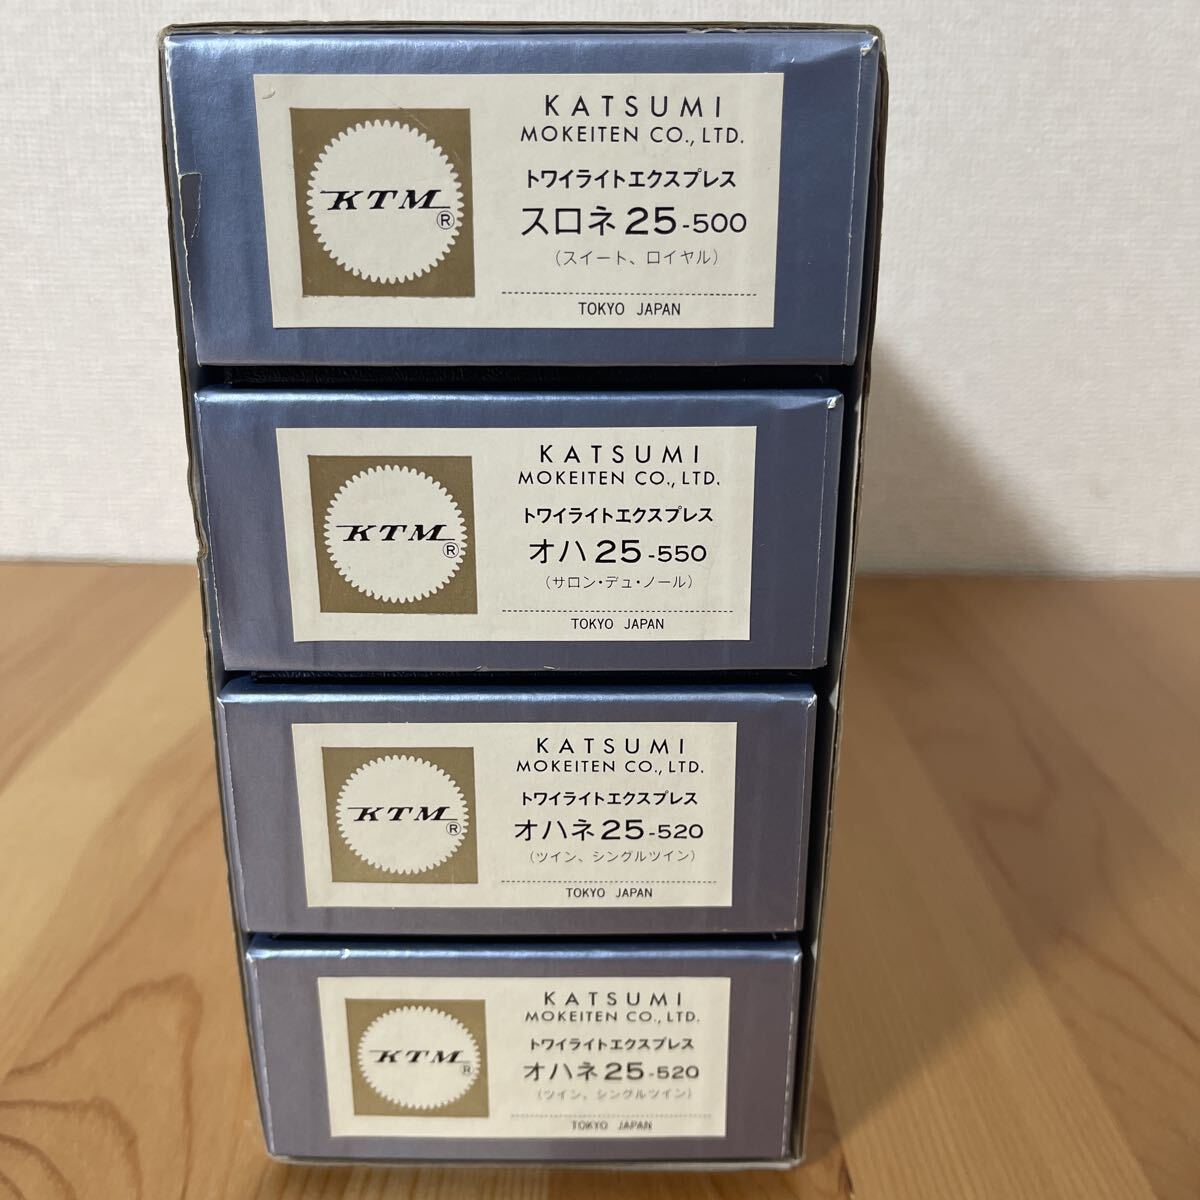 KTM®
KATSUMI
MOKEITEN CO., LTD.
トワイライトエクスプレス
スロネ25-500
(スイート、ロイヤル)
TOKYO JAPAN
KTM®
KATSUMI
MOKEITEN CO., LTD.
トワイライトエクスプレス
オハ25-550
(サロン・デュ・ノール)
TOKYO JAPAN
KTM®
KATSUMI
MOKEITEN CO., LTD.
トワイライトエクスプレス
オハネ25-520
(ツイン、シングルツイン)
TOKYO JAPAN
KTM®
KATSUMI
MOKEITEN CO., LTD.
トワイライトエクスプレス
オハネ25-520
(ツイン、シングルツイン)
TOKYO JAPAN